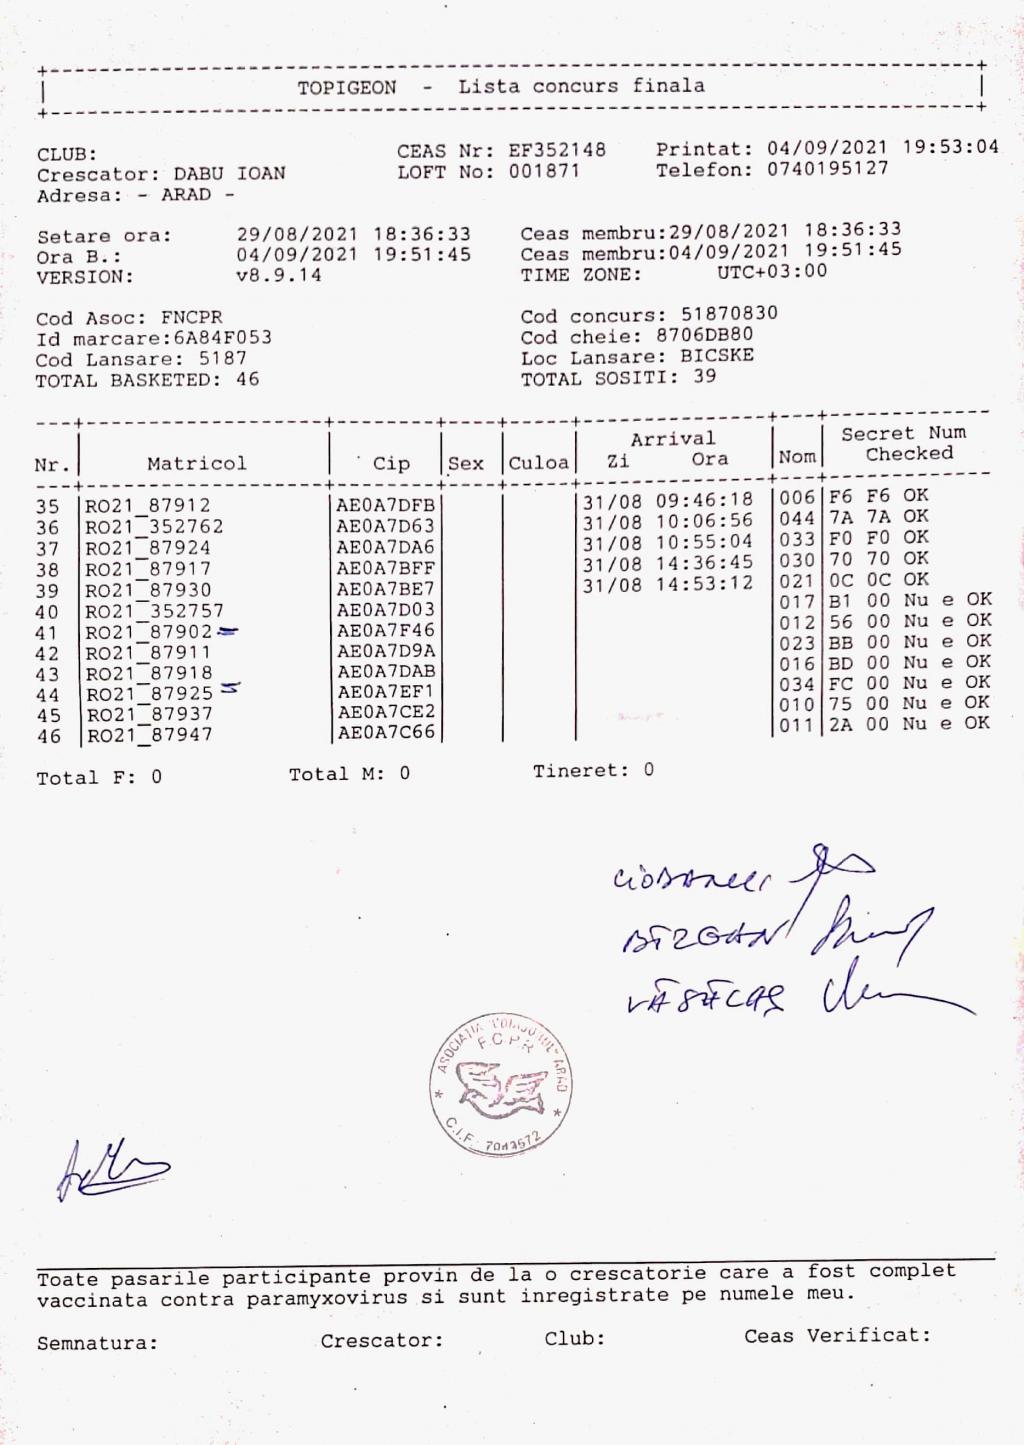 TOPIGEON - Lista concurs finala
CLUB: CEAS Nr: EF352148 Printat: 04/09/2021 19:53:04
Crescator: DABU IOAN LOFT No: 001871 Telefon: 0740195127
Adresa: - ARAD -
Setare ora: 29/08/2021 18:36:33 Ceas membru:29/08/2021 18:36:33
Ora B.: 04/09/2021 19:51:45 Ceas membru:04/09/2021 19:51:45
VERSION: v8.9.14 TIME ZONE: UTC+03:00
Cod Asoc: FNCPR Cod concurs: 51870830
Id marcare:6A84F053 Cod cheie: 8706DB80
Cod Lansare: 5187 Loc Lansare: BICSKE
TOTAL BASKETED: 46 TOTAL SOSITI: 39
Arrival Secret Num
Nr. Matricol Cip Sex Culoa Zi Ora Nom Checked
35 RO21_87912 AE0A7DFB 31/08 09:46:18 006 F6 F6 OK
36 RO21_352762 AE0A7D63 31/08 10:06:56 044 7A 7A OK
37 RO21_87924 AE0A7DA6 31/08 10:55:04 033 F0 F0 OK
38 RO21_87917 AE0A7BFF 31/08 14:36:45 030 70 70 OK
39 RO21_87930 AE0A7BE7 31/08 14:53:12 021 0C 0C OK
40 RO21_352757 AE0A7D03 017 B1 00 Nu e OK
41 RO21_87902 AE0A7F46 012 56 00 Nu e OK
42 RO21_87911 AE0A7D9A 023 BB 00 Nu e OK
43 RO21_87918 AE0A7DAB 016 BD 00 Nu e OK
44 RO21_87925 AE0A7EF1 034 FC 00 Nu e OK
45 RO21_87937 AE0A7CE2 010 75 00 Nu e OK
46 RO21_87947 AE0A7C66 011 2A 00 Nu e OK
Total F: 0 Total M: 0 Tineret: 0
ASOCIAȚIA ARAD
F.C.P.R
C.I.F.
Toate pasarile participante provin de la o crescatorie care a fost complet
vaccinata contra paramyxovirus si sunt inregistrate pe numele meu.
Semnatura: Crescator: Club: Ceas Verificat: